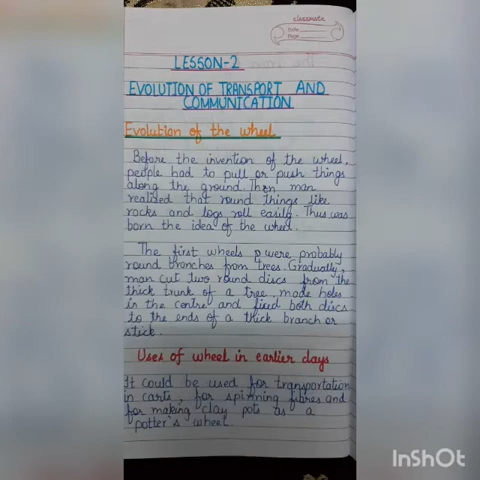 classmate
Date
Page
LESSON-2
EVOLUTION OF TRANSPORT AND
COMMUNICATION
Evolution of the wheel
Before the invention of the wheel,
people had to pull or push things
along the ground. Then man
realized that round things like
rocks and logs roll easily. Thus was
born the idea of the wheel.
The first wheels were probably
round branches from trees. Gradually,
man cut two round discs from the
thick trunk of a tree, made holes
in the centre and fixed both discs
to the ends of a thick branch or
stick.
Uses of wheel in earlier days
It could be used for transportation
in carts, for spinning fibres and
for making clay pots as a
potter's wheel.
InShOt